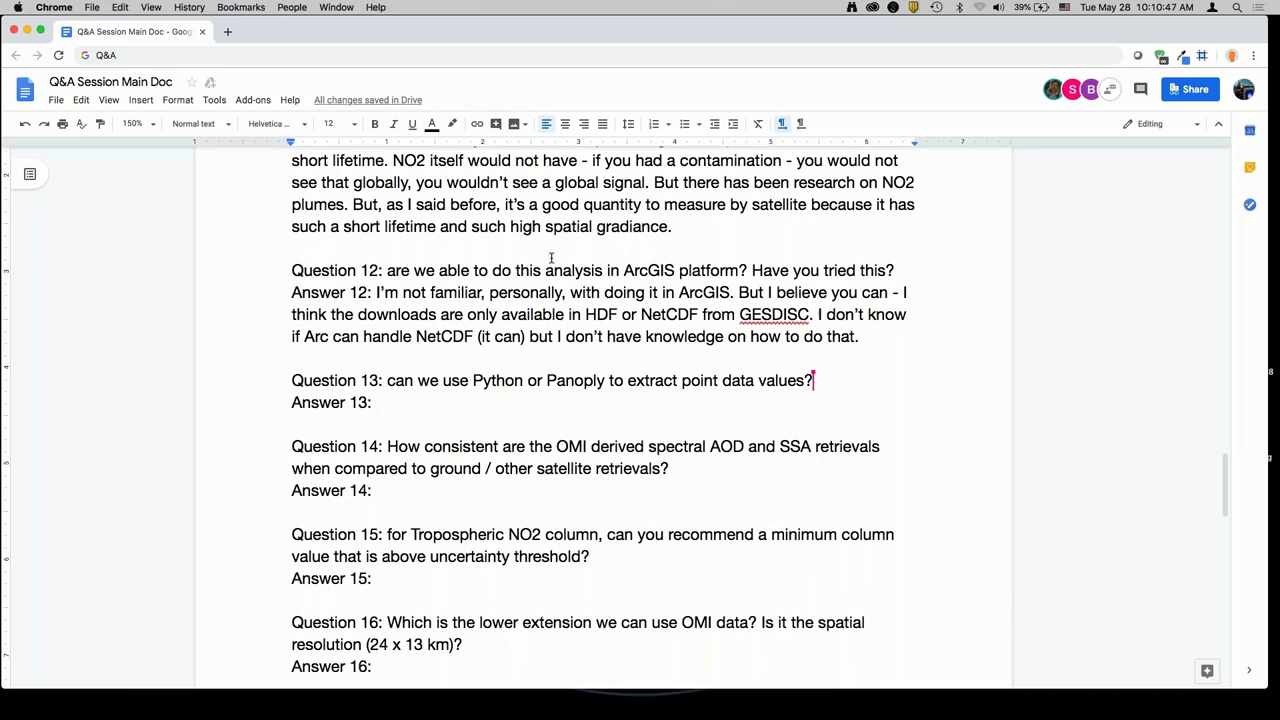 Chrome File Edit View History Bookmarks People Window Help 39% Tue May 28 10:10:47 AM
Q&A Session Main Doc - Goog
Q&A
Q&A Session Main Doc
File Edit View Insert Format Tools Add-ons Help All changes saved in Drive
S B Share
150% Normal text Helvetica ... 12 B I U A Editing
1 1 2 3 4 5 6 7
short lifetime. NO2 itself would not have - if you had a contamination - you would not
see that globally, you wouldn't see a global signal. But there has been research on NO2
plumes. But, as I said before, it's a good quantity to measure by satellite because it has
such a short lifetime and such high spatial gradiance.
Question 12: are we able to do this analysis in ArcGIS platform? Have you tried this?
Answer 12: I'm not familiar, personally, with doing it in ArcGIS. But I believe you can - I
think the downloads are only available in HDF or NetCDF from GESDISC. I don't know
if Arc can handle NetCDF (it can) but I don't have knowledge on how to do that.
Question 13: can we use Python or Panoply to extract point data values?
Answer 13:
Question 14: How consistent are the OMI derived spectral AOD and SSA retrievals
when compared to ground / other satellite retrievals?
Answer 14:
Question 15: for Tropospheric NO2 column, can you recommend a minimum column
value that is above uncertainty threshold?
Answer 15:
Question 16: Which is the lower extension we can use OMI data? Is it the spatial
resolution (24 x 13 km)?
Answer 16: